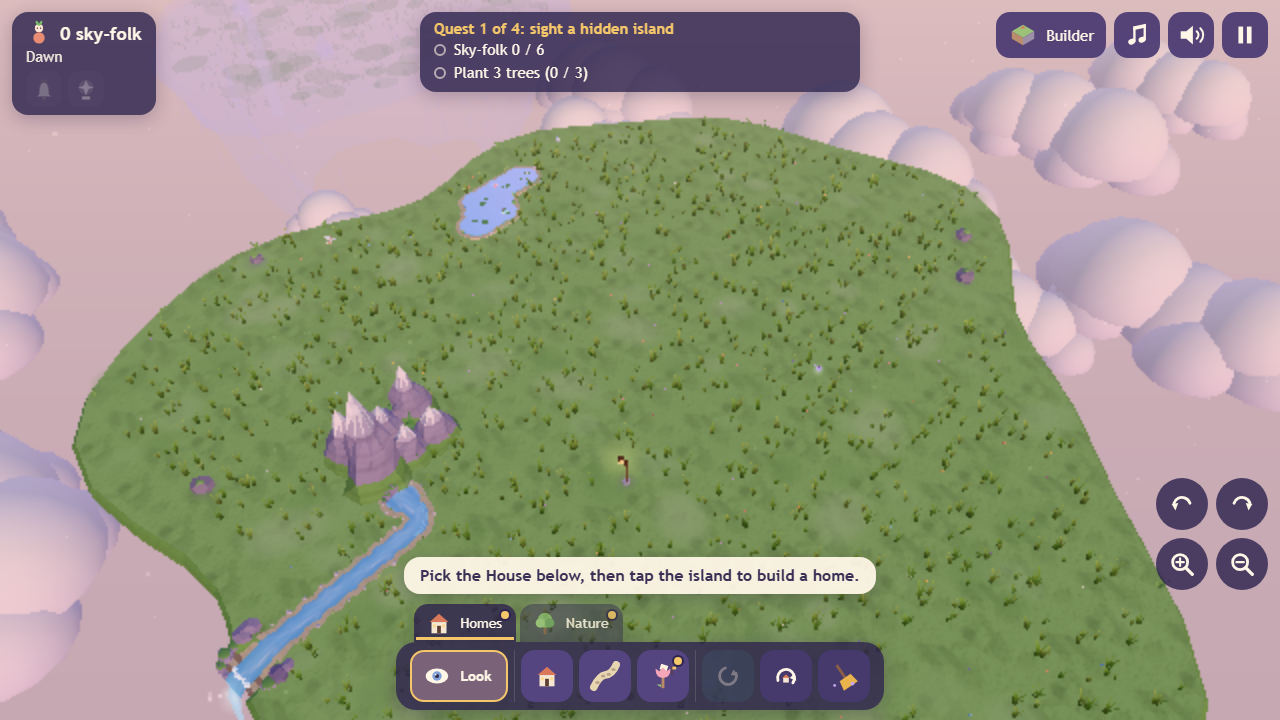 0 sky-folk
Dawn
Quest 1 of 4: sight a hidden island
Sky-folk 0 / 6
Plant 3 trees (0 / 3)
Builder
Pick the House below, then tap the island to build a home.
Homes
Nature
Look